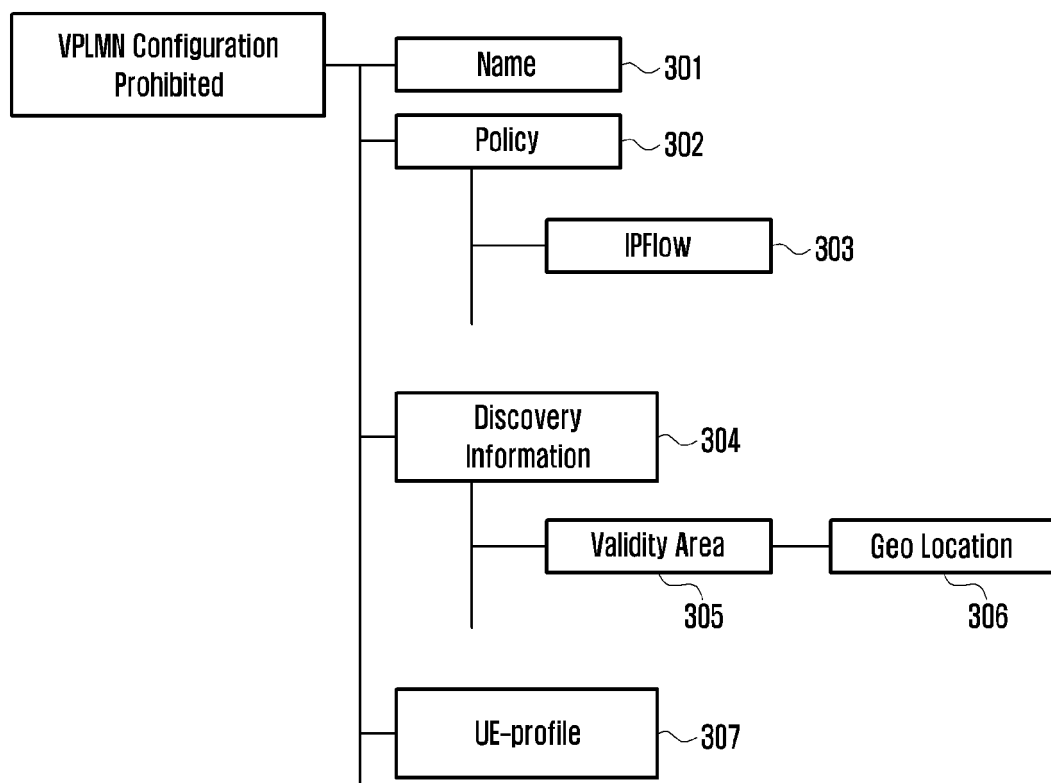 VPLMN Configuration
Prohibited
Name
301
Policy
302
IPFlow
303
Discovery
Information
304
Validity Area
305
Geo Location
306
UE-profile
307